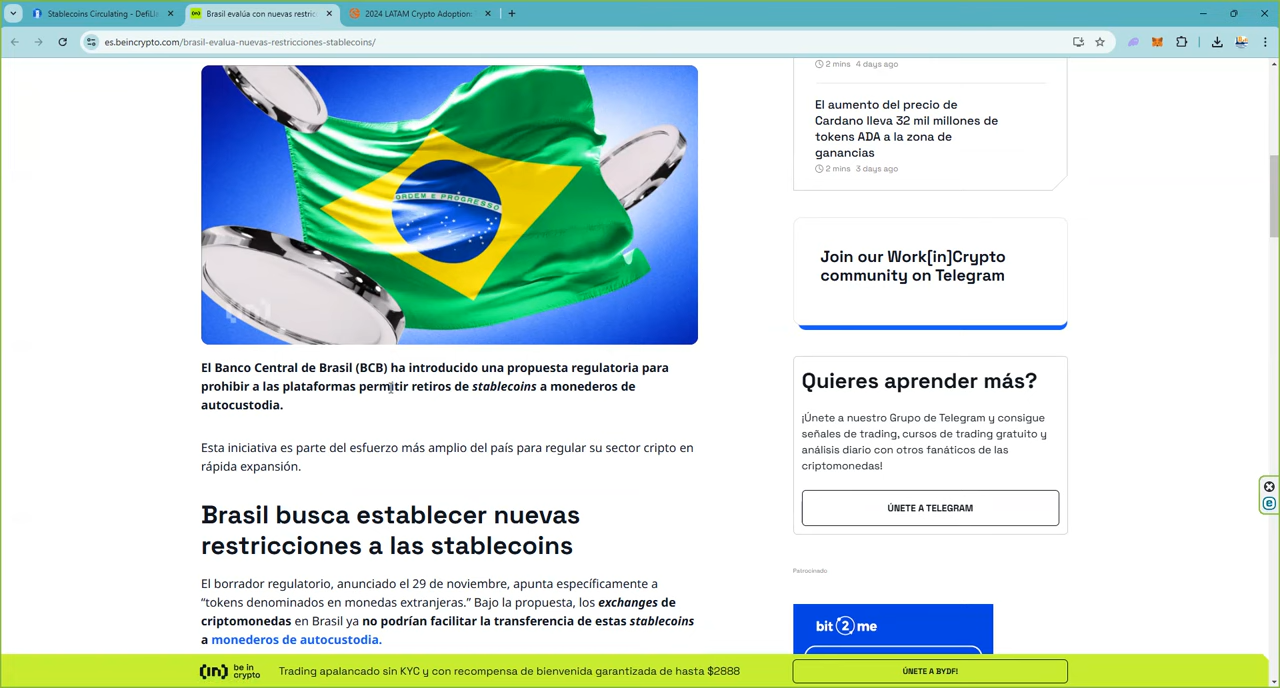 Stablecoins Circulating - DefiLl
Brasil evalúa con nuevas restric
2024 LATAM Crypto Adoption:
es.beincrypto.com/brasil-evalua-nuevas-restricciones-stablecoins/
ORDEM E PROGRESSO
El Banco Central de Brasil (BCB) ha introducido una propuesta regulatoria para
prohibir a las plataformas permitir retiros de stablecoins a monederos de
autocustodia.
Esta iniciativa es parte del esfuerzo más amplio del país para regular su sector cripto en
rápida expansión.
Brasil busca establecer nuevas
restricciones a las stablecoins
El borrador regulatorio, anunciado el 29 de noviembre, apunta específicamente a
“tokens denominados en monedas extranjeras.” Bajo la propuesta, los exchanges de
criptomonedas en Brasil ya no podrían facilitar la transferencia de estas stablecoins
a monederos de autocustodia.
2 mins 4 days ago
El aumento del precio de
Cardano lleva 32 mil millones de
tokens ADA a la zona de
ganancias
2 mins 3 days ago
Join our Work[in]Crypto
community on Telegram
Quieres aprender más?
¡Únete a nuestro Grupo de Telegram y consigue
señales de trading, cursos de trading gratuito y
análisis diario con otros fanáticos de las
criptomonedas!
ÚNETE A TELEGRAM
Patrocinado
bit2me
(in) be in
crypto
Trading apalancado sin KYC y con recompensa de bienvenida garantizada de hasta $2888
ÚNETE A BYDFI